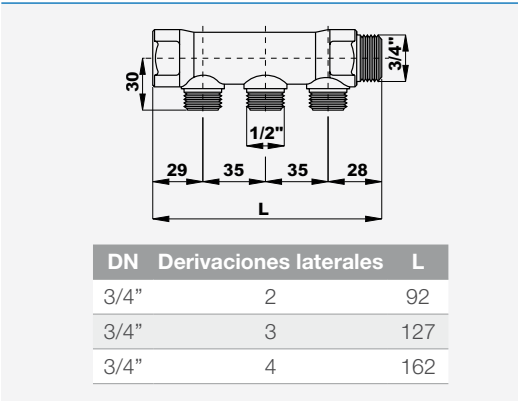 3/4"
30
1/2"
29 35 35 28
L
DN Derivaciones laterales L
3/4” 2 92
3/4” 3 127
3/4” 4 162